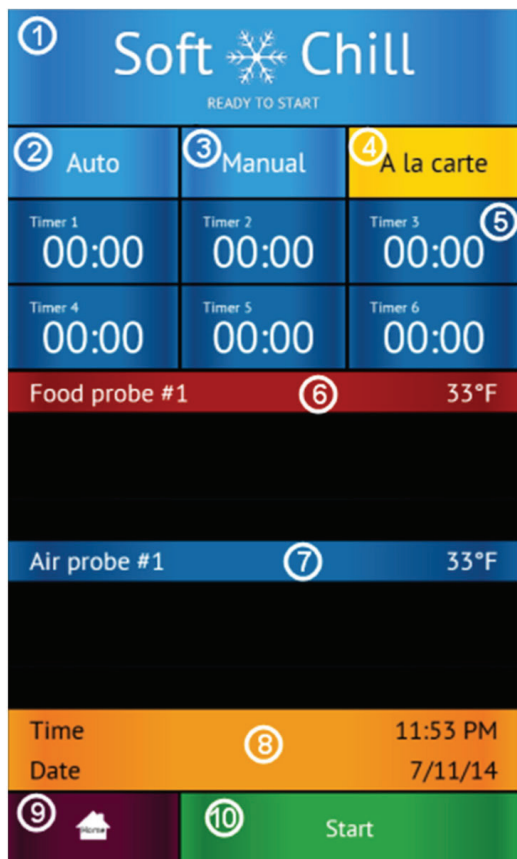 ① Soft Chill
READY TO START
② Auto ③ Manual ④ A la carte
Timer 1 Timer 2 Timer 3 ⑤
00:00 00:00 00:00
Timer 4 Timer 5 Timer 6
00:00 00:00 00:00
Food probe #1 ⑥ 33°F
Air probe #1 ⑦ 33°F
Time 11:53 PM
⑧
Date 7/11/14
⑨ Home ⑩ Start